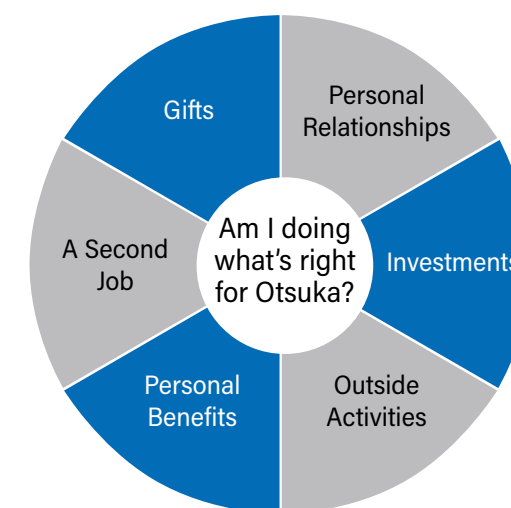 Gifts
Personal
Relationships
A Second
Job
Am I doing
what's right
for Otsuka?
Investments
Personal
Benefits
Outside
Activities